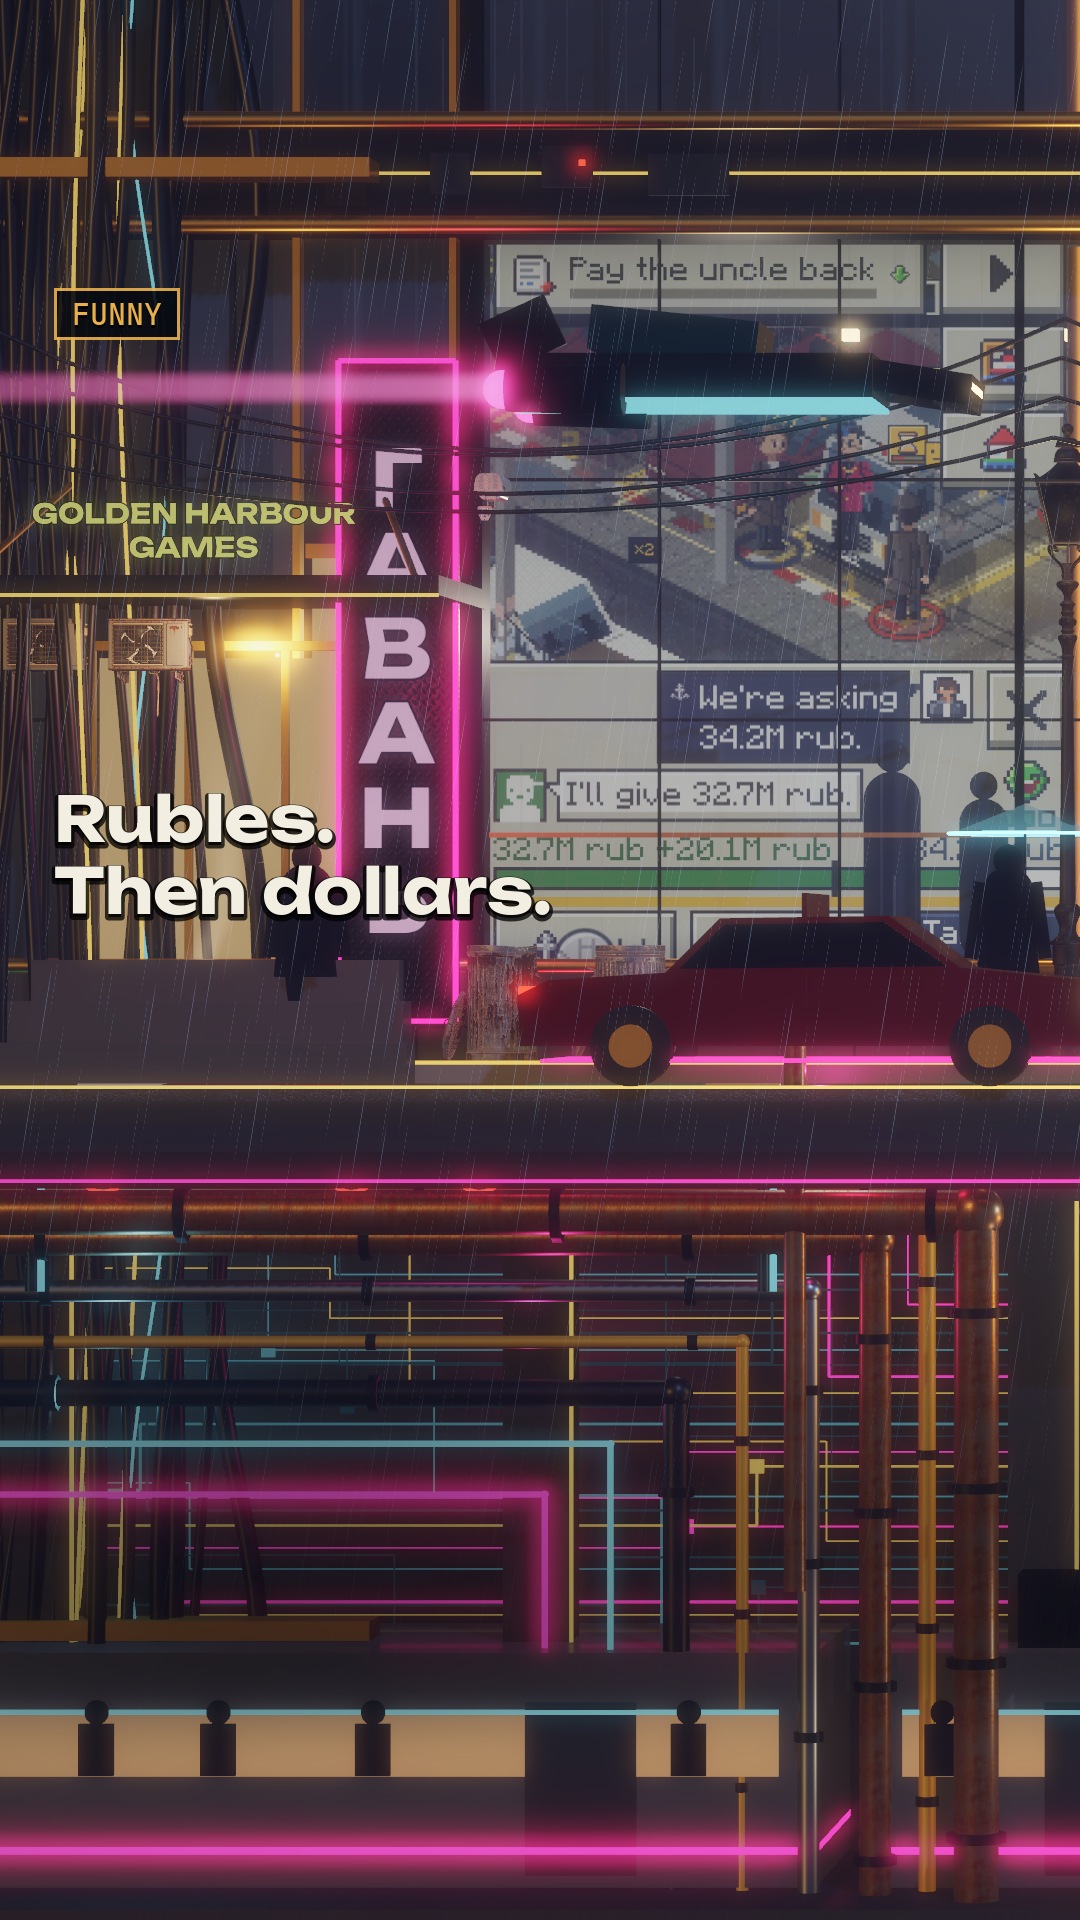 Pay the uncle back
FUNNY
GOLDEN HARBOUR
GAMES
ГАВАНЬ
x2
We're asking
34.2M rub.
I'll give 32.7M rub.
32.7M rub +20.1M rub
Rubles.
Then dollars.